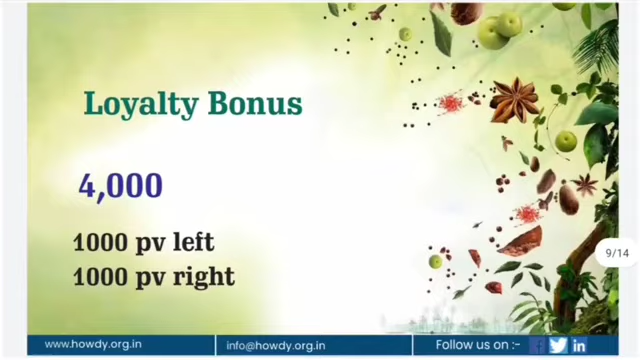 Loyalty Bonus
4,000
1000 pv left
1000 pv right
9/14
www.howdy.org.in
info@howdy.org.in
Follow us on :-